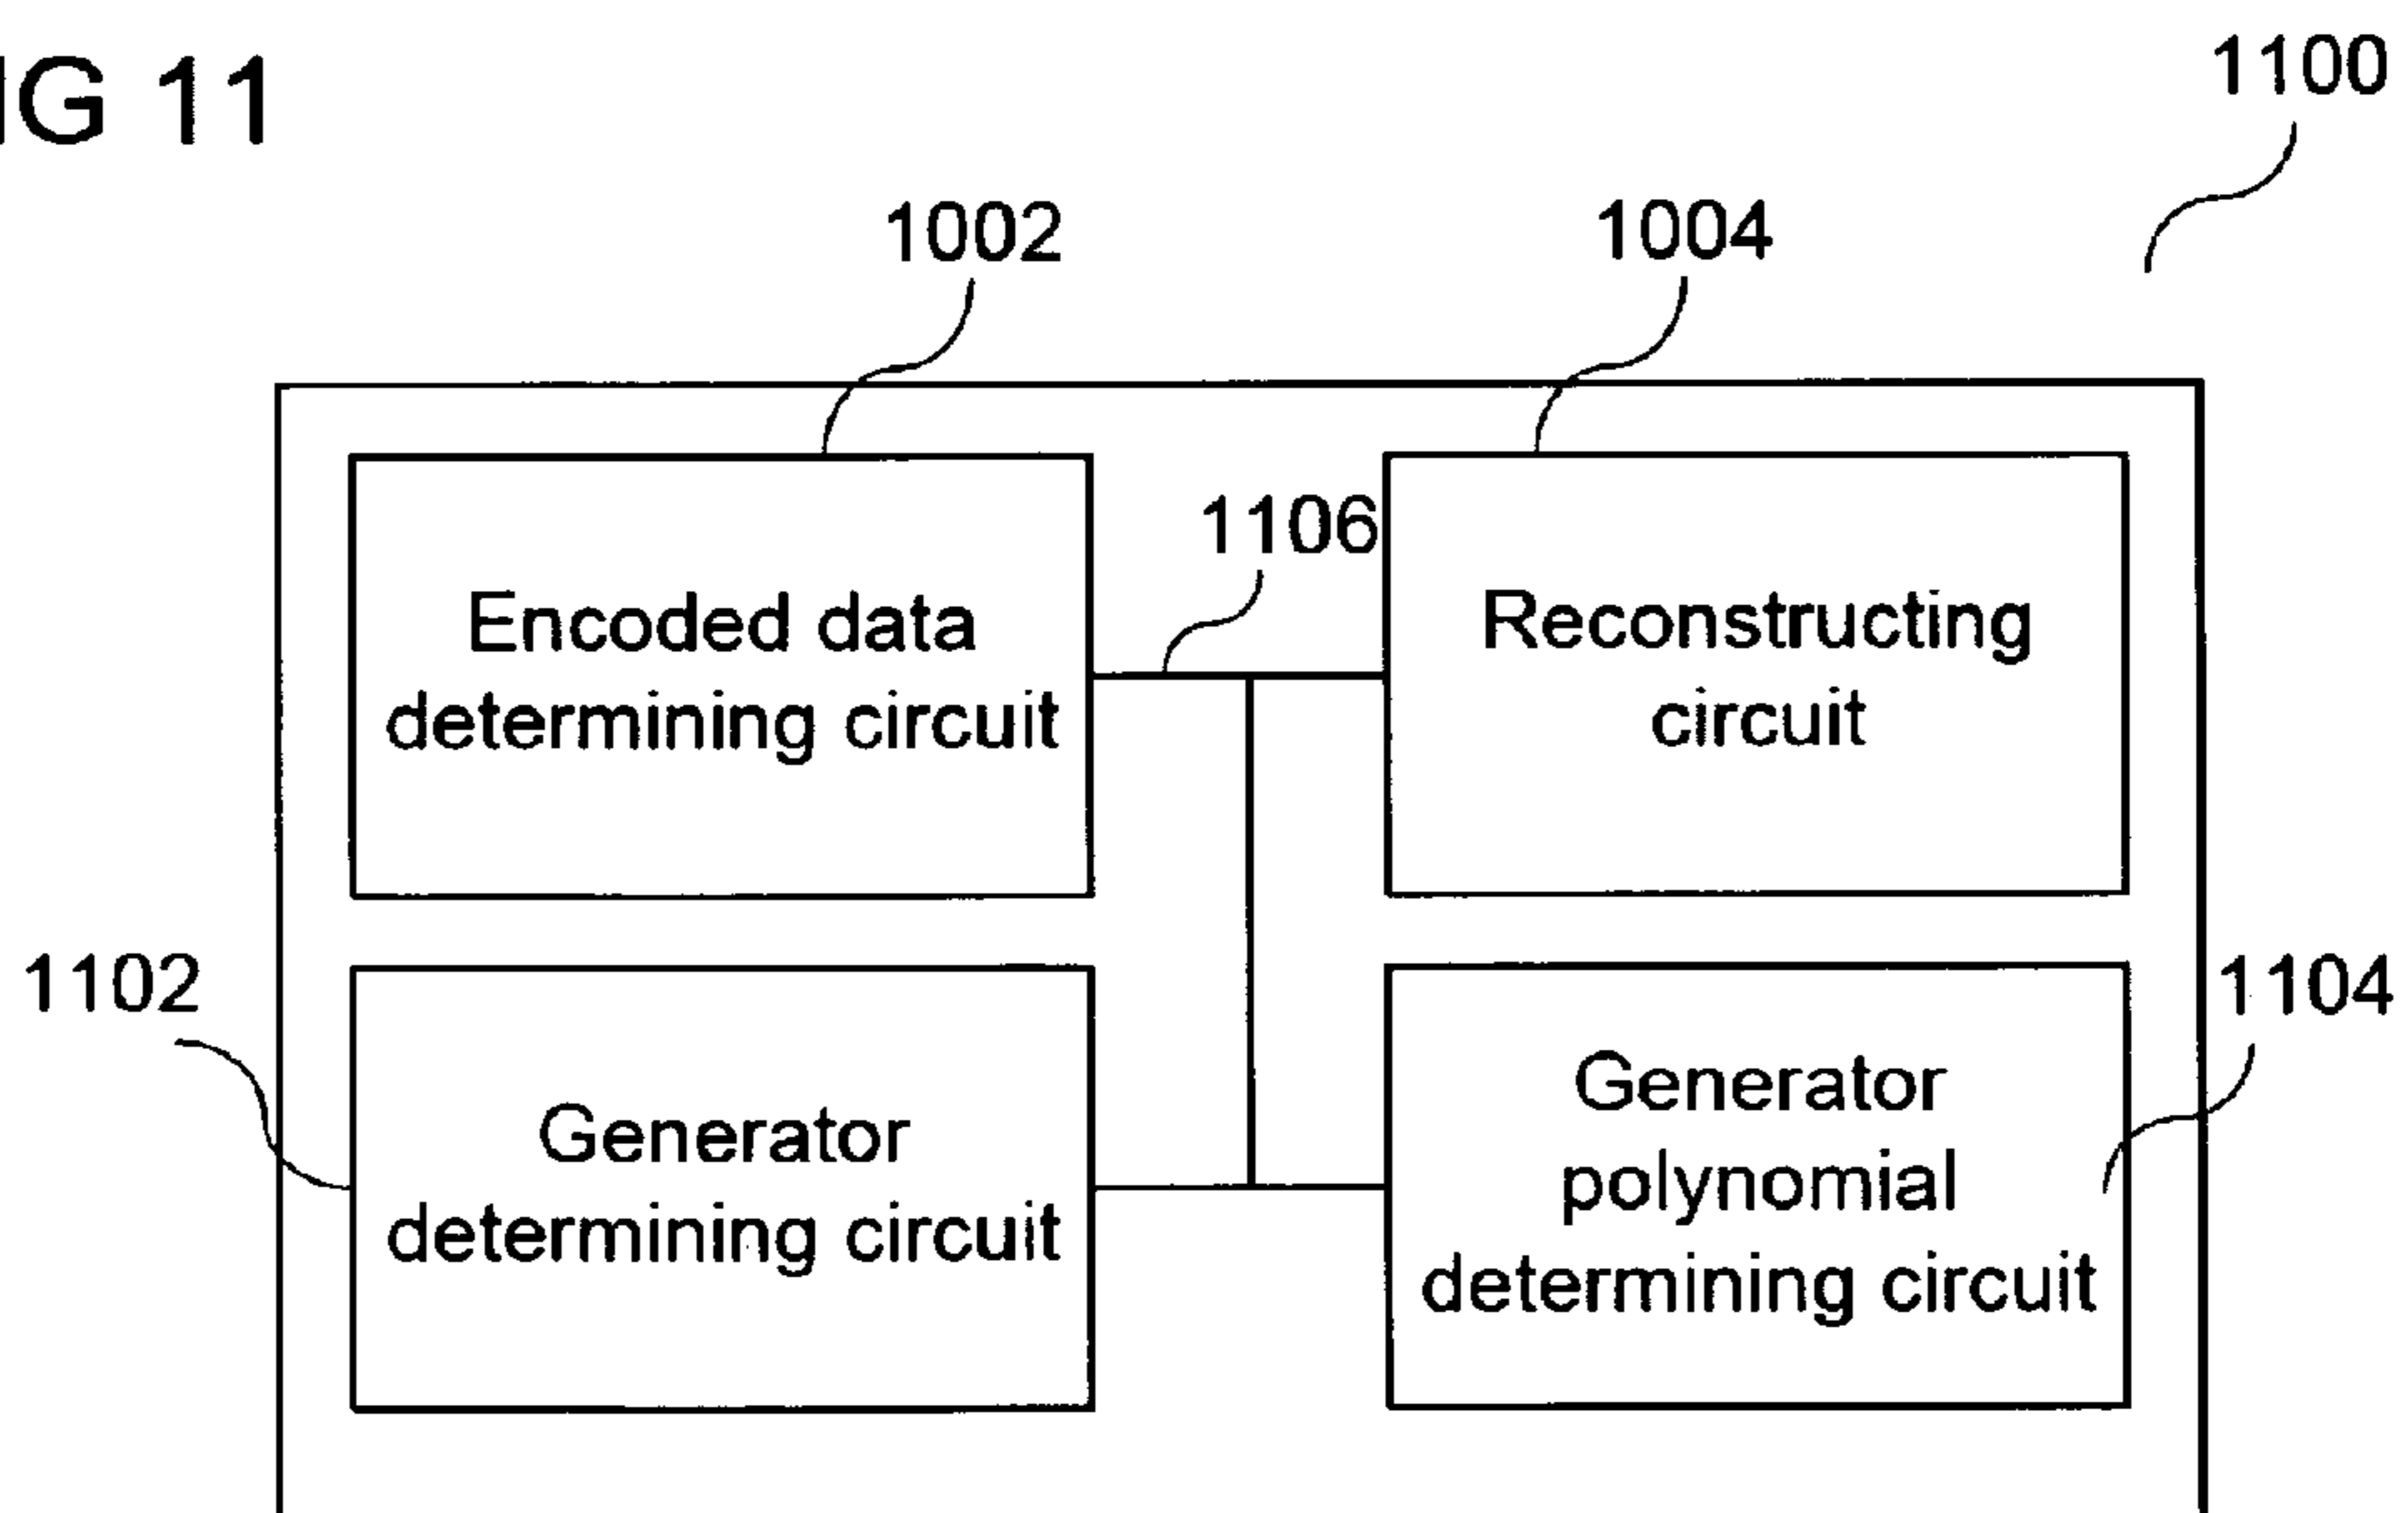 IG 11
1100
1002
1004
1106
Encoded data
determining circuit
Reconstructing
circuit
1102
1104
Generator
determining circuit
Generator
polynomial
determining circuit